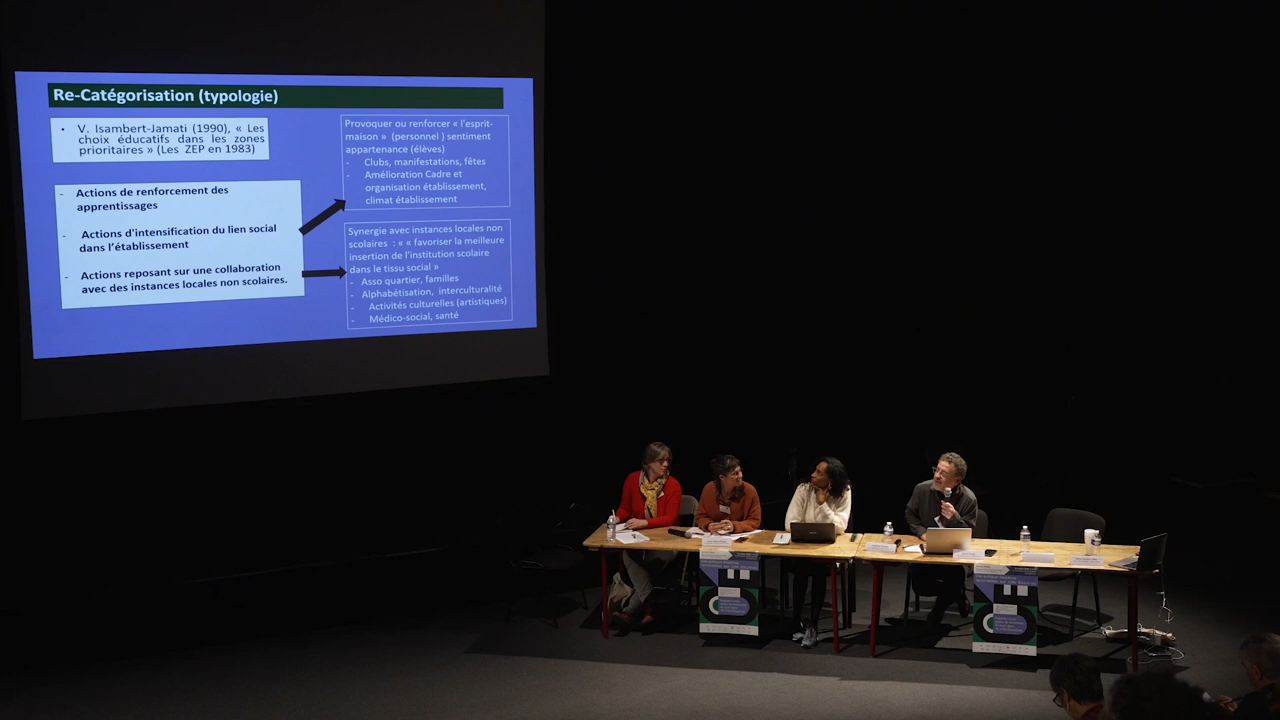 Re-Catégorisation (typologie)
• V. Isambert-Jamati (1990), « Les
choix éducatifs dans les zones
prioritaires » (Les ZEP en 1983)
- Actions de renforcement des
apprentissages
- Actions d'intensification du lien social
dans l'établissement
- Actions reposant sur une collaboration
avec des instances locales non scolaires.
Provoquer ou renforcer « l'esprit-
maison » (personnel ) sentiment
appartenance (élèves)
- Clubs, manifestations, fêtes
- Amélioration Cadre et
organisation établissement,
climat établissement
Synergie avec instances locales non
scolaires : « « favoriser la meilleure
insertion de l'institution scolaire
dans le tissu social »
- Asso quartier, familles
- Alphabétisation, interculturalité
- Activités culturelles (artistiques)
- Médico-social, santé